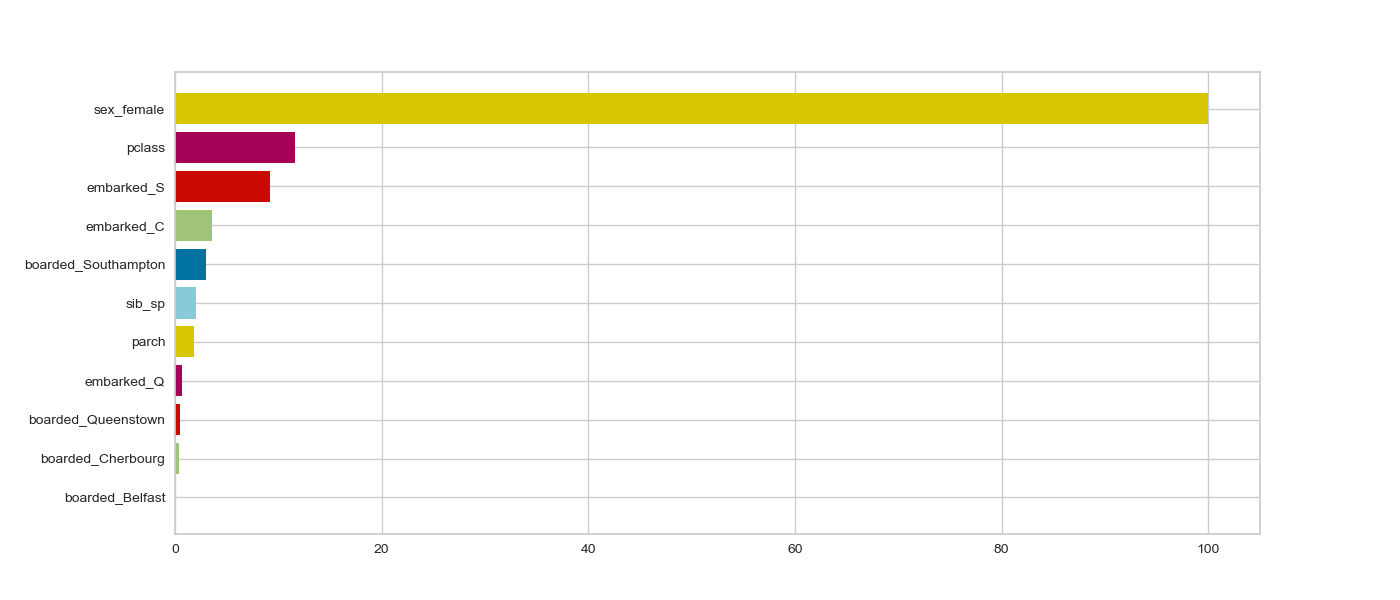 sex_female
pclass
embarked_S
embarked_C
boarded_Southampton
sib_sp
parch
embarked_Q
boarded_Queenstown
boarded_Cherbourg
boarded_Belfast
0 20 40 60 80 100